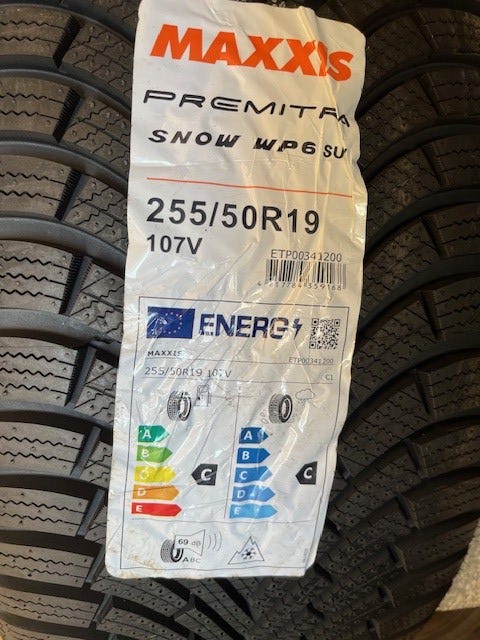 MAXXIS
PREMITRA
SNOW WP6 SUV
255/50R19
107V
ETP00341200
ENERG
MAXXIS
ETP00341200
255/50R19 107V
C1
A
B
C
D
E
C
A
B
C
D
E
C
69 dB
ABC